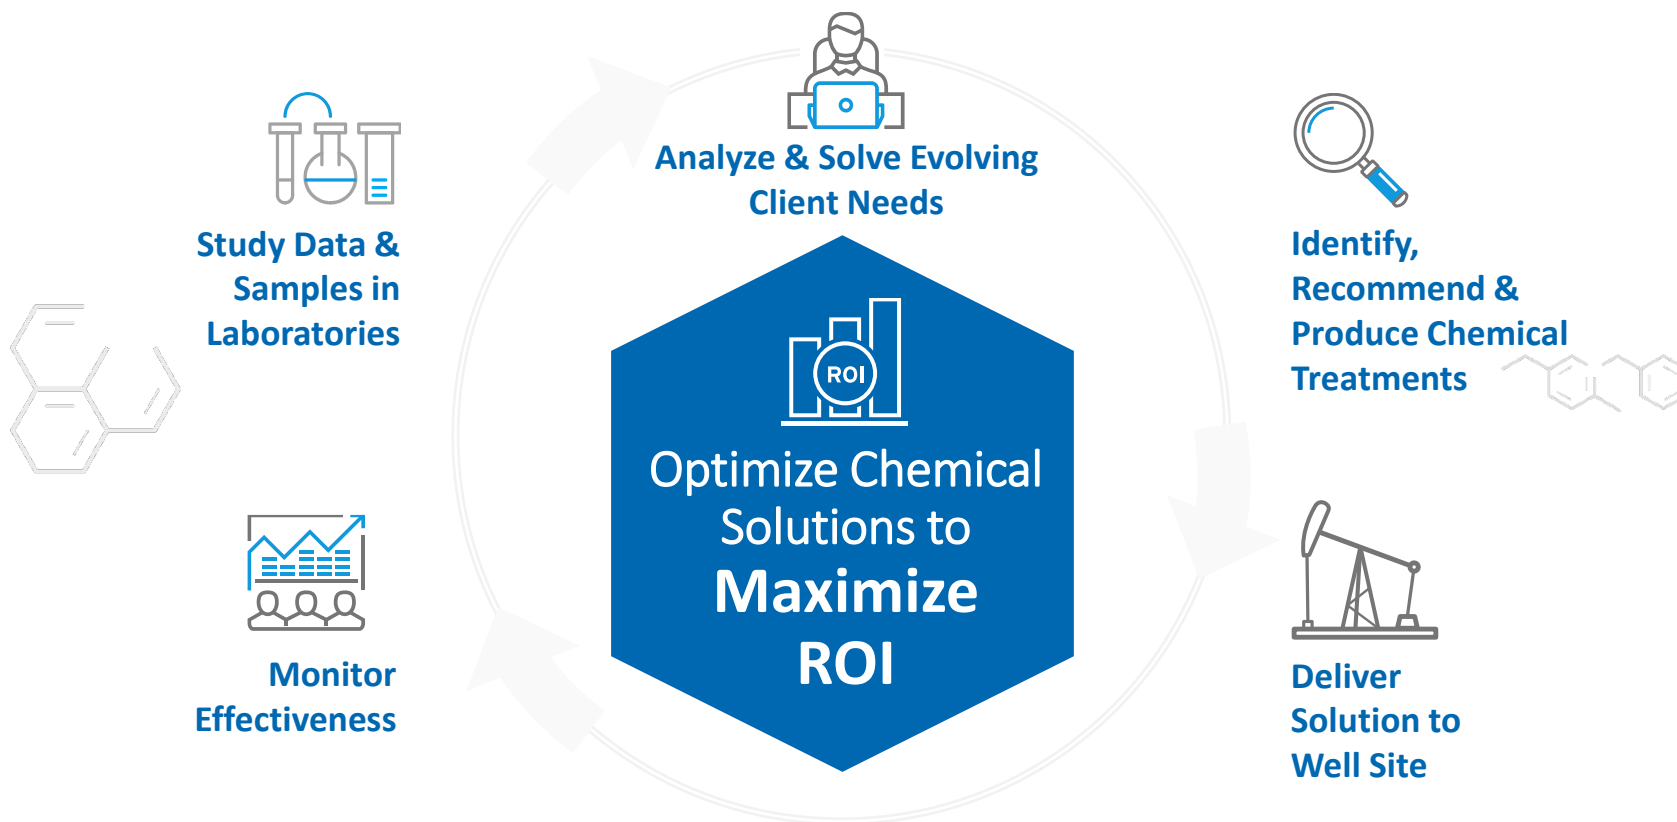 Analyze & Solve Evolving
Client Needs
Identify,
Recommend &
Produce Chemical
Treatments
Deliver
Solution to
Well Site
Monitor
Effectiveness
Study Data &
Samples in
Laboratories
ROI
Optimize Chemical
Solutions to
Maximize
ROI